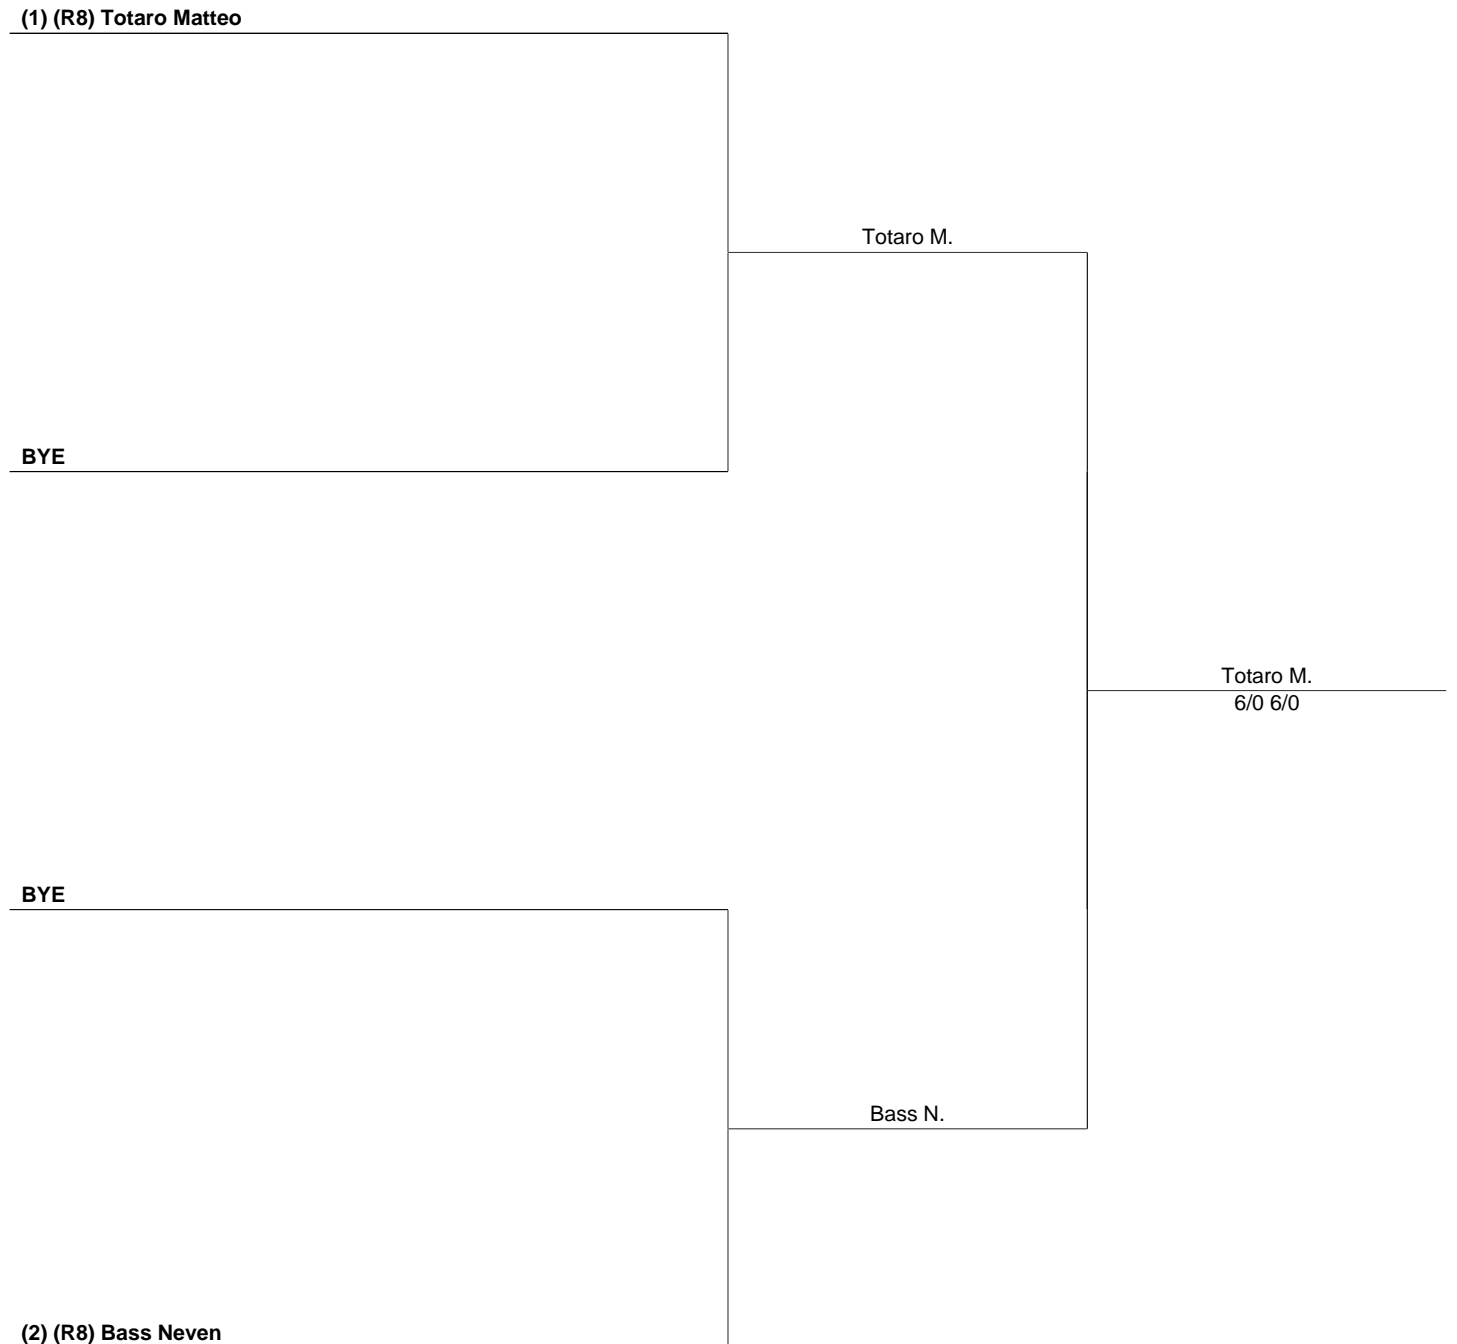 (1) (R8) Totaro Matteo
Totaro M.
BYE
Totaro M.
6/0 6/0
BYE
Bass N.
(2) (R8) Bass Neven